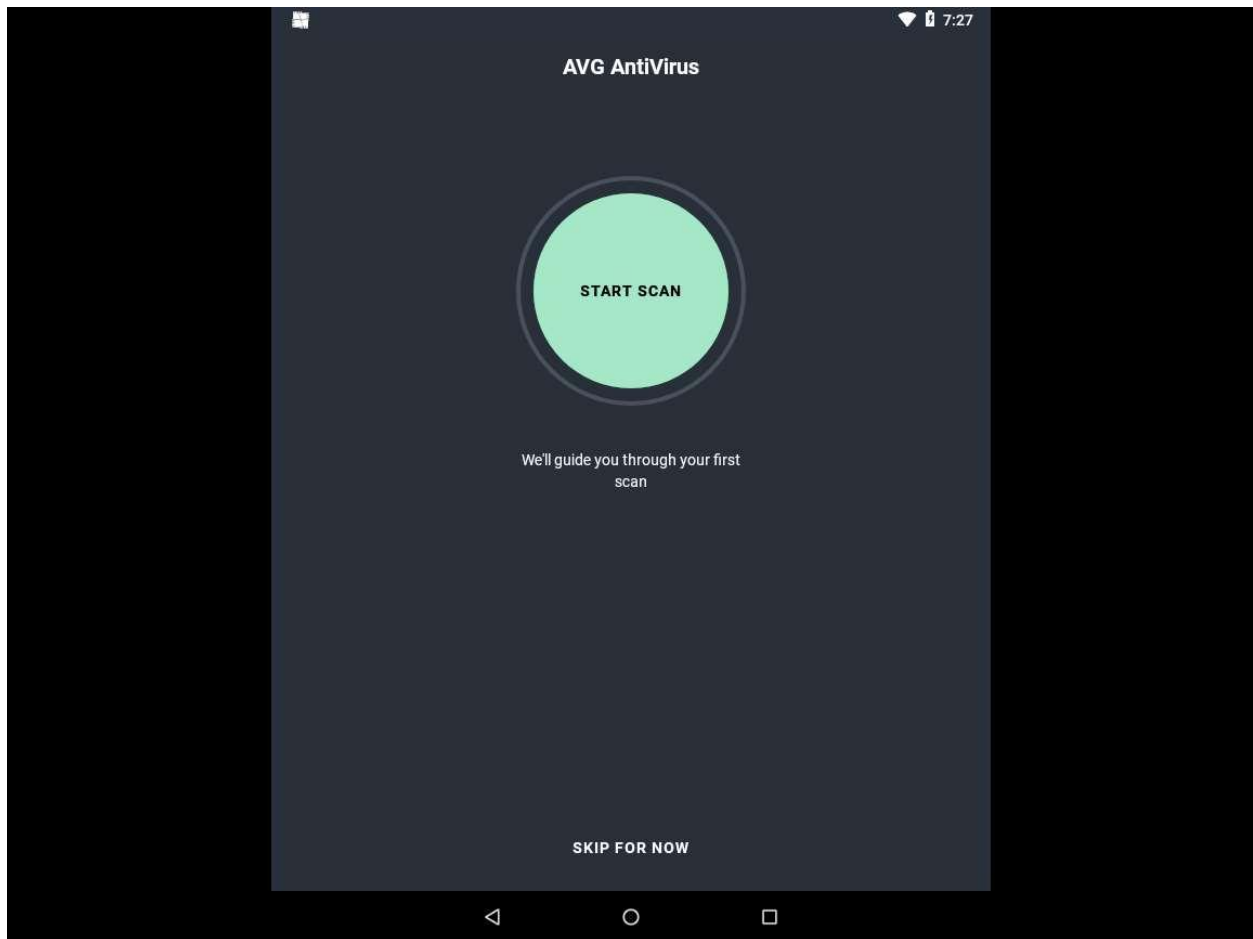 7:27
AVG AntiVirus
START SCAN
We'll guide you through your first
scan
SKIP FOR NOW